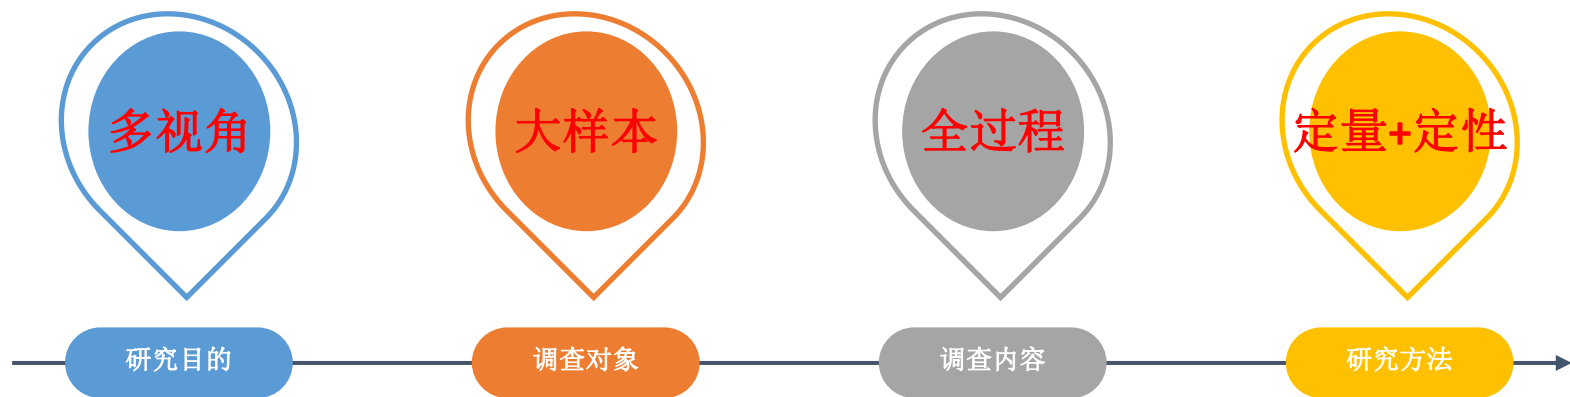 多视角
大样本
全过程
定量+定性
研究目的
调查对象
调查内容
研究方法